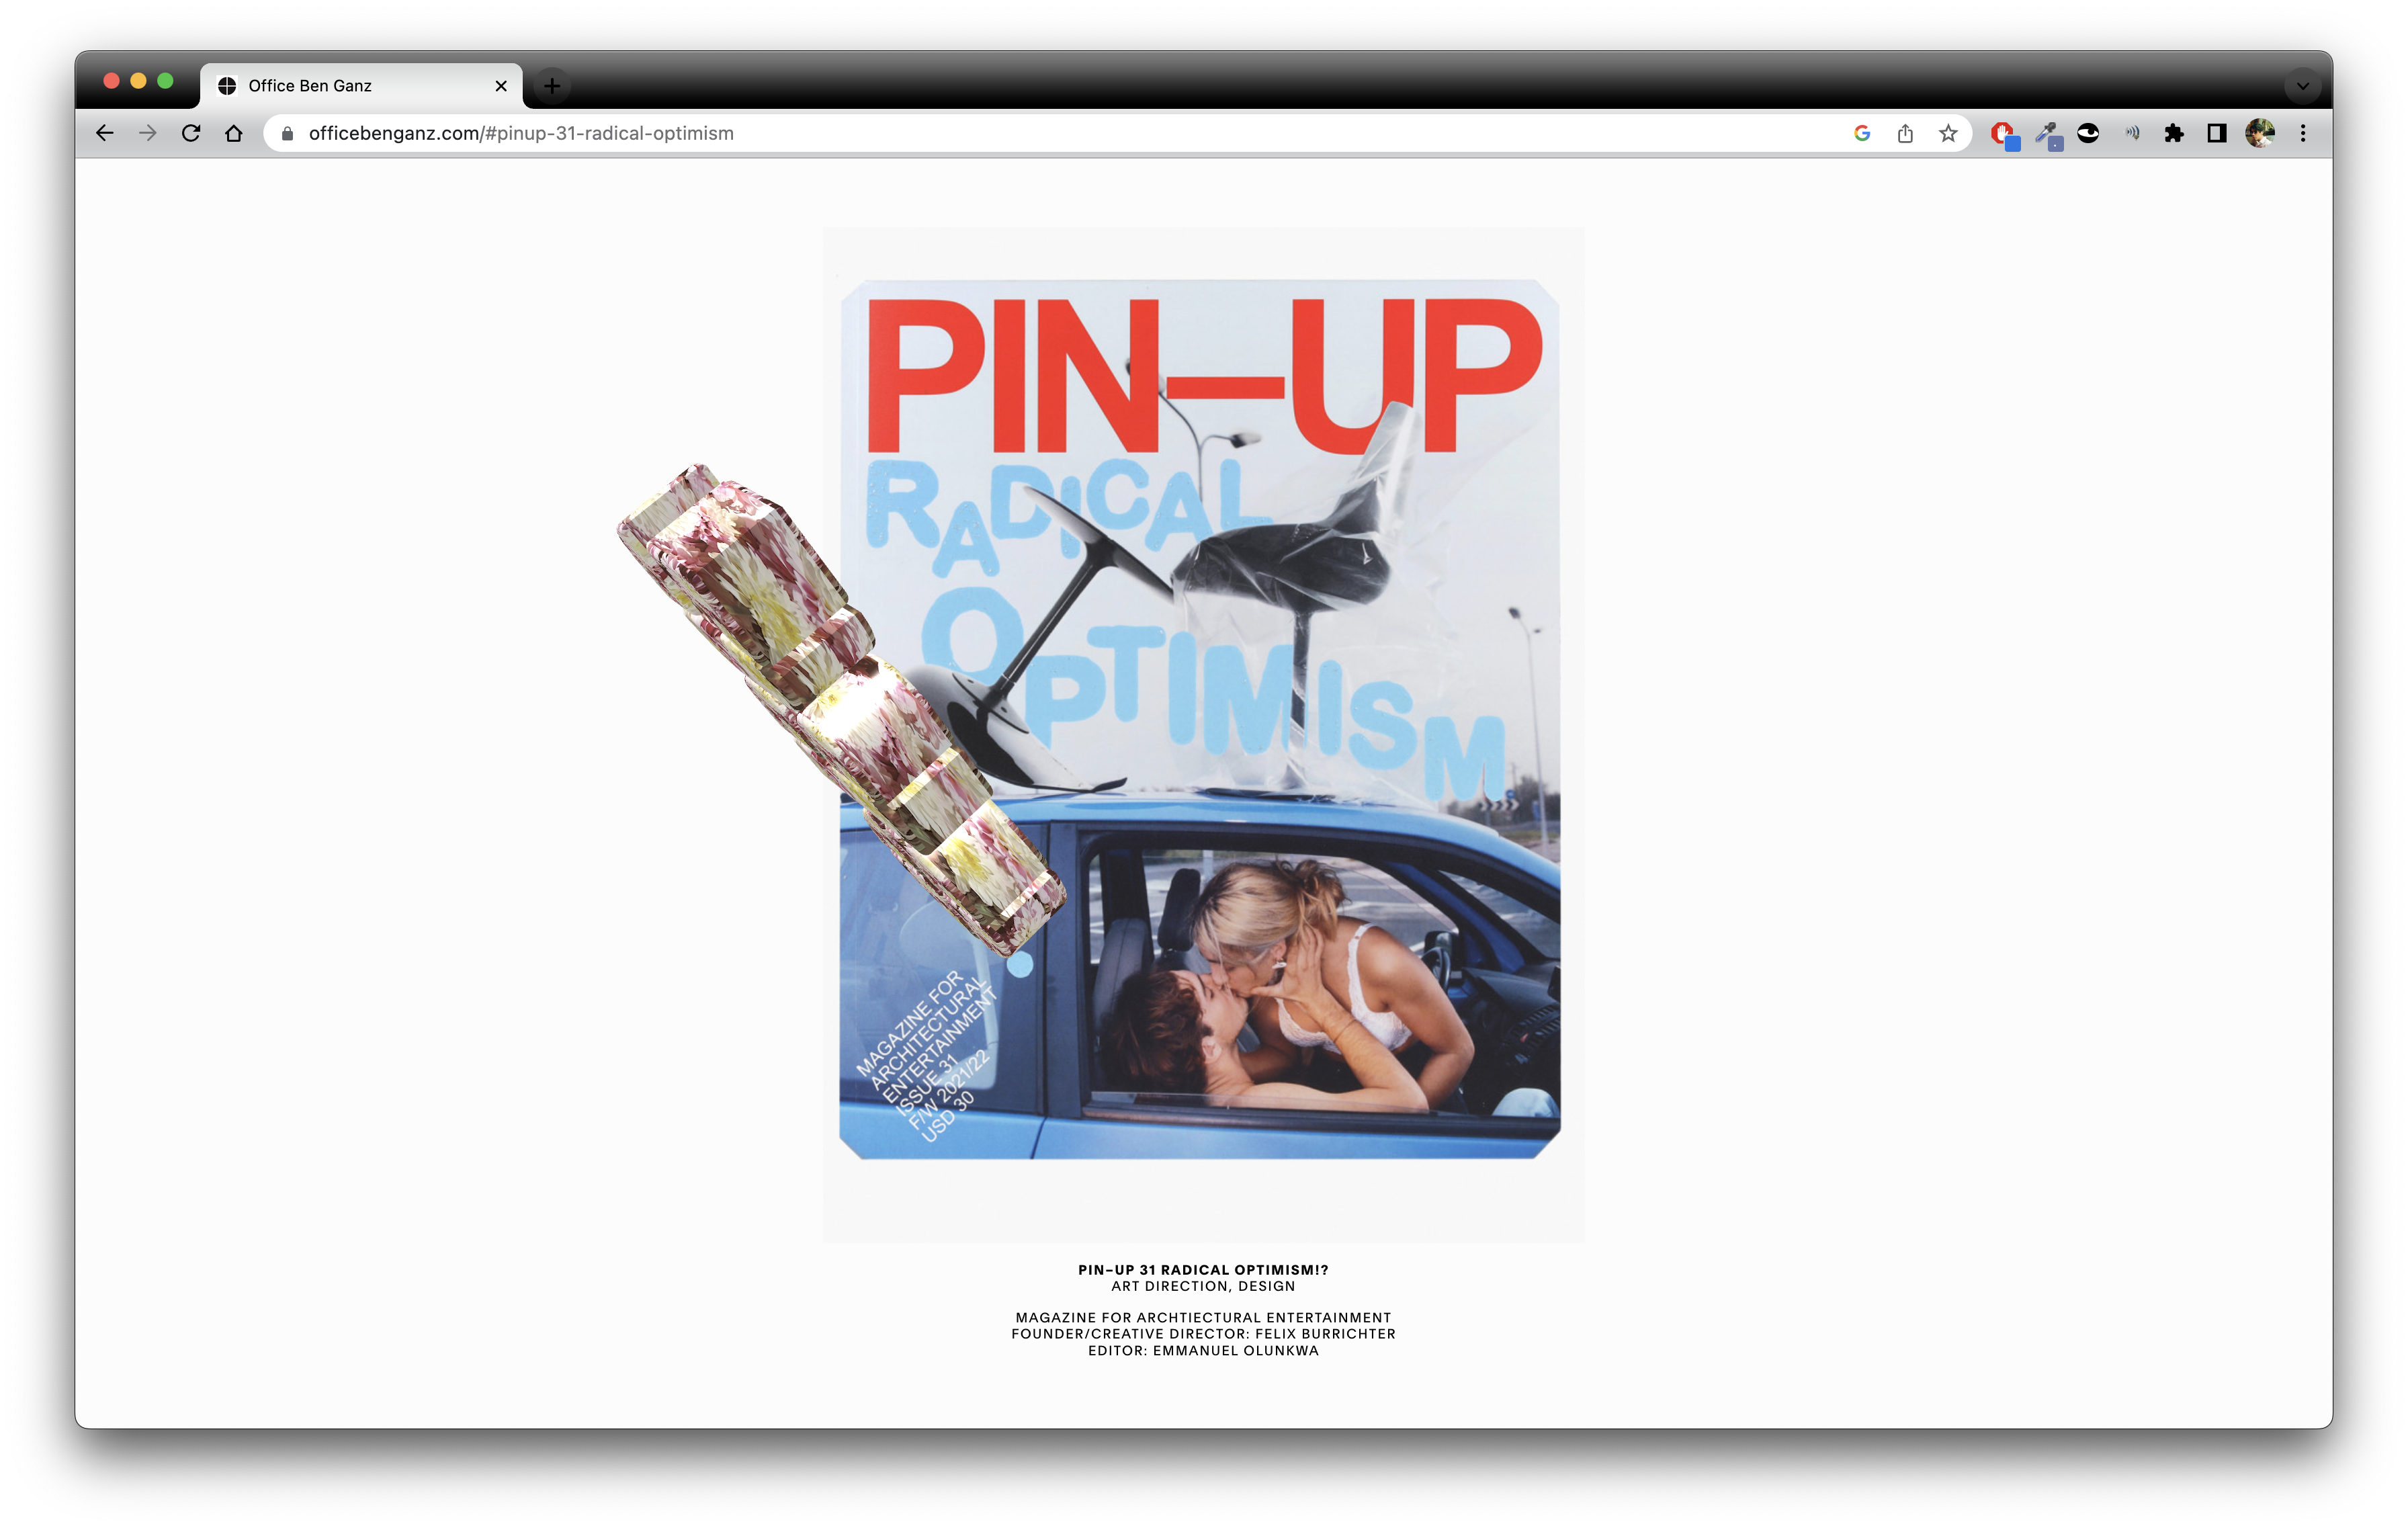 Office Ben Ganz
officebenganz.com/#pinup-31-radical-optimism
PIN—UP
RADICAL
OPTIMISM
MAGAZINE FOR
ARCHITECTURAL
ENTERTAINMENT
ISSUE 31
F/W 2021/22
USD 30
PIN–UP 31 RADICAL OPTIMISM!?
ART DIRECTION, DESIGN
MAGAZINE FOR ARCHTIECTURAL ENTERTAINMENT
FOUNDER/CREATIVE DIRECTOR: FELIX BURRICHTER
EDITOR: EMMANUEL OLUNKWA